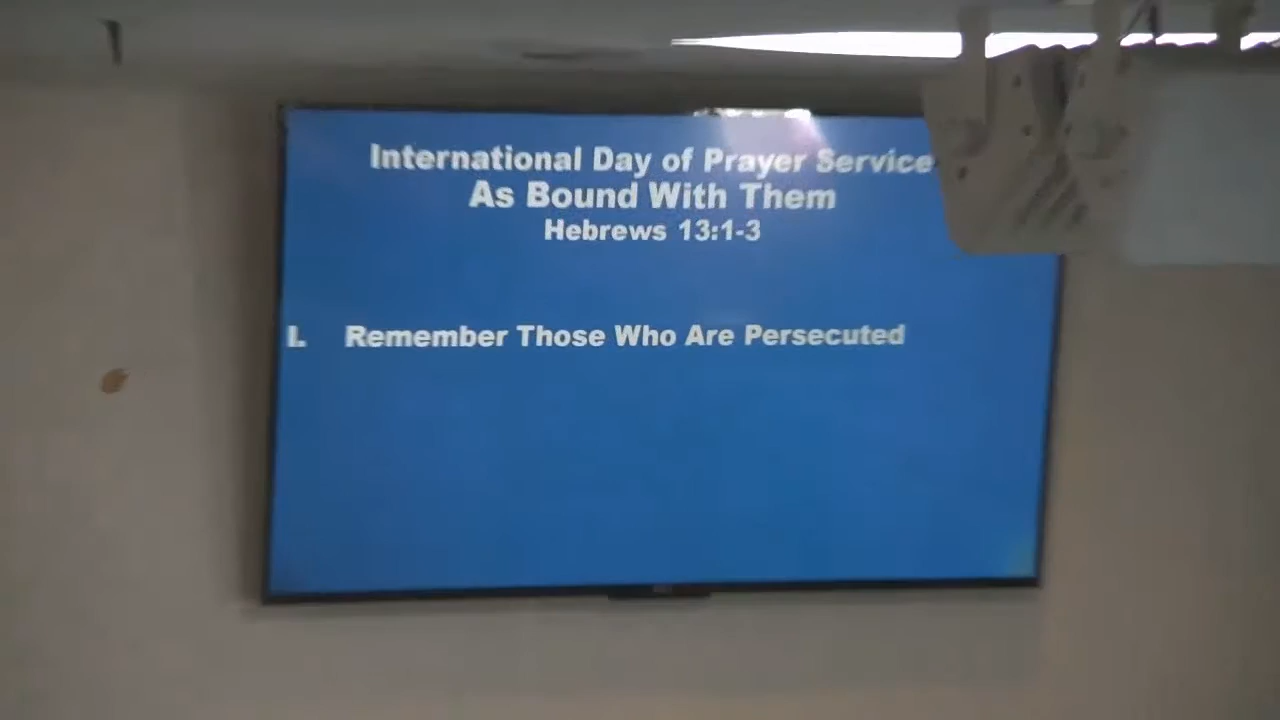 International Day of Prayer Service
As Bound With Them
Hebrews 13:1-3
I. Remember Those Who Are Persecuted